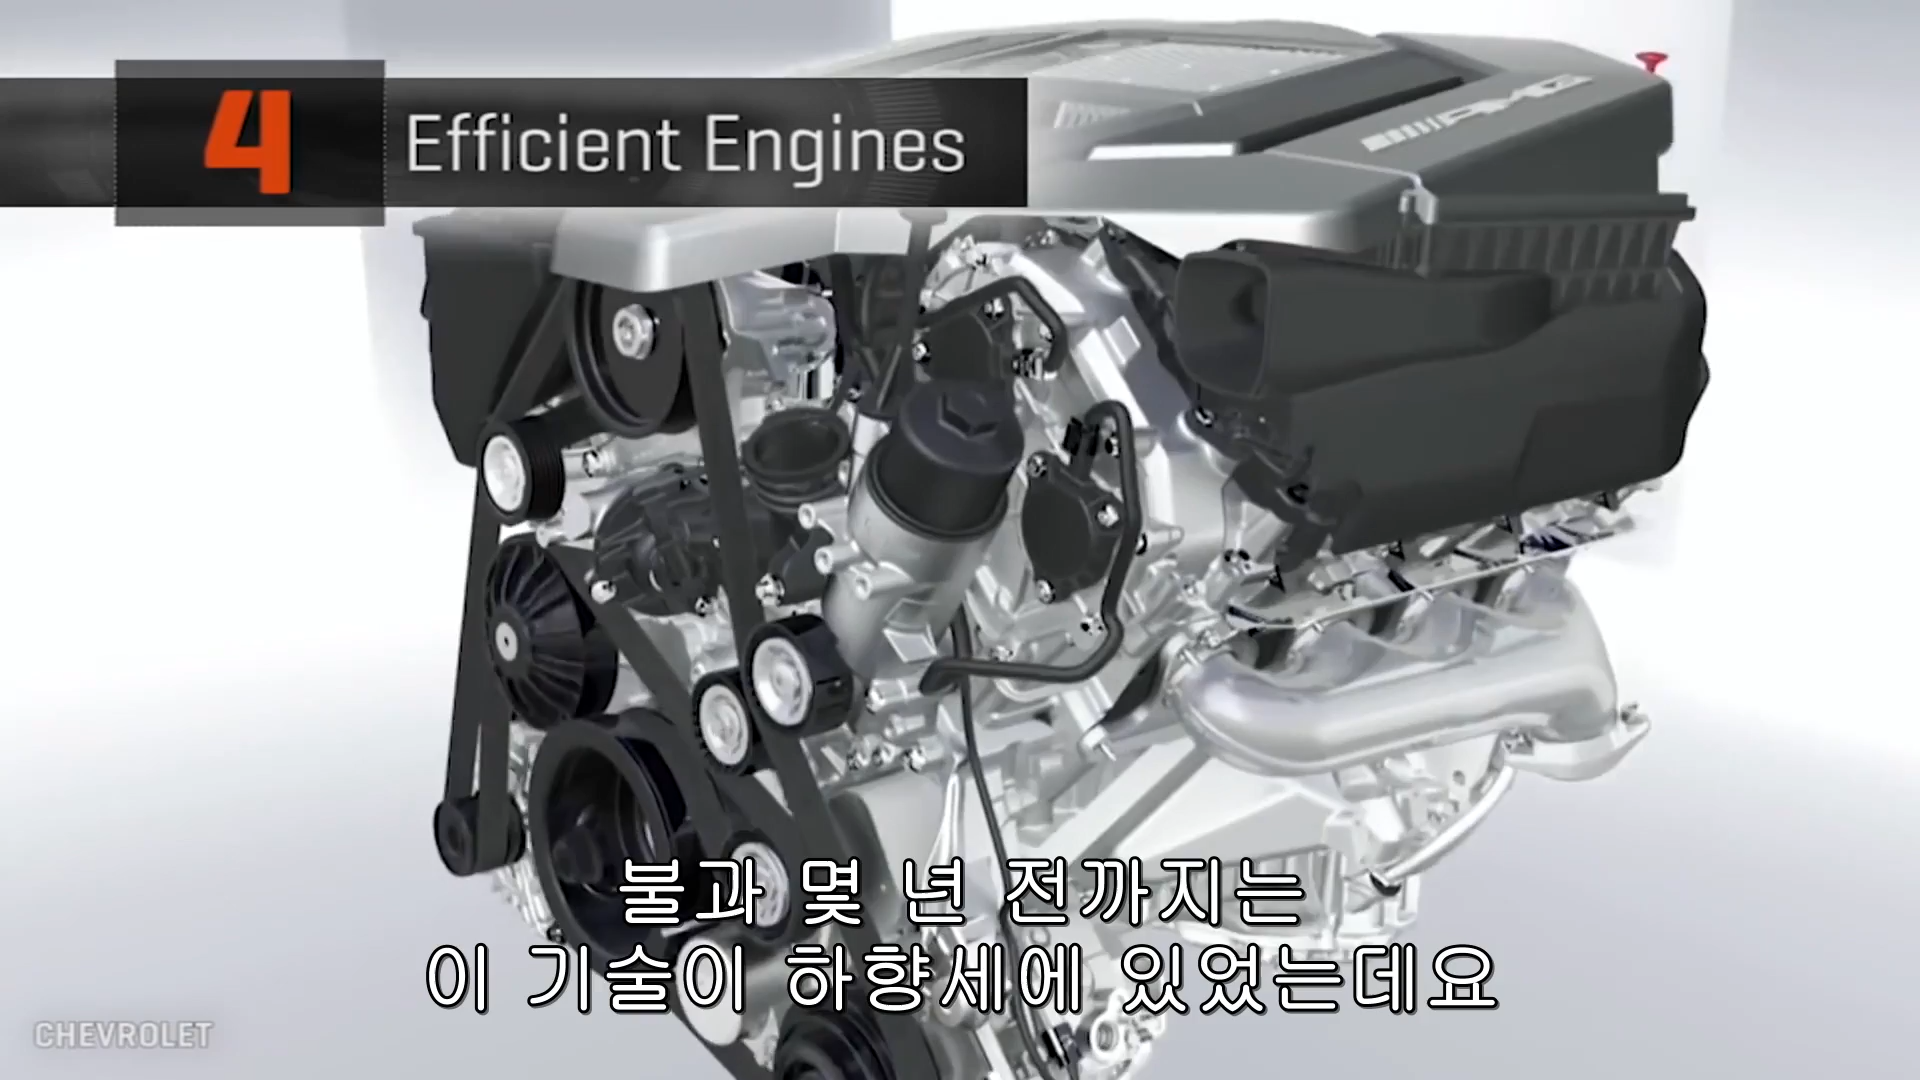 4 Efficient Engines
AMG
불과 몇 년 전까지는
이 기술이 하향세에 있었는데요
CHEVROLET